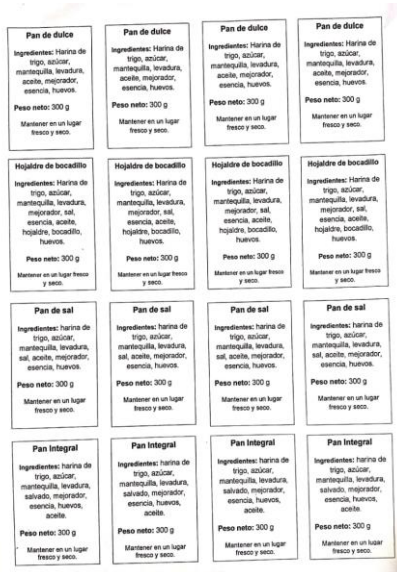 Pan de dulce
Ingredientes: Harina de
trigo, azúcar,
mantequilla, levadura,
aceite, mejorador,
esencia, huevos.
Peso neto: 300 g
Mantener en un lugar
fresco y seco.
Pan de dulce
Ingredientes: Harina de
trigo, azúcar,
mantequilla, levadura,
aceite, mejorador,
esencia, huevos.
Peso neto: 300 g
Mantener en un lugar
fresco y seco.
Pan de dulce
Ingredientes: Harina de
trigo, azúcar,
mantequilla, levadura,
aceite, mejorador,
esencia, huevos.
Peso neto: 300 g
Mantener en un lugar
fresco y seco.
Pan de dulce
Ingredientes: Harina de
trigo, azúcar,
mantequilla, levadura,
aceite, mejorador,
esencia, huevos.
Peso neto: 300 g
Mantener en un lugar
fresco y seco.
Hojaldre de bocadillo
Ingredientes: Harina de
trigo, azúcar,
mantequilla, levadura,
mejorador, sal,
esencia, aceite,
hojaldre, bocadillo,
huevos.
Peso neto: 300 g
Mantener en un lugar fresco
y seco.
Hojaldre de bocadillo
Ingredientes: Harina de
trigo, azúcar,
mantequilla, levadura,
mejorador, sal,
esencia, aceite,
hojaldre, bocadillo,
huevos.
Peso neto: 300 g
Mantener en un lugar fresco
y seco.
Hojaldre de bocadillo
Ingredientes: Harina de
trigo, azúcar,
mantequilla, levadura,
mejorador, sal,
esencia, aceite,
hojaldre, bocadillo,
huevos.
Peso neto: 300 g
Mantener en un lugar fresco
y seco.
Hojaldre de bocadillo
Ingredientes: Harina de
trigo, azúcar,
mantequilla, levadura,
mejorador, sal,
esencia, aceite,
hojaldre, bocadillo,
huevos.
Peso neto: 300 g
Mantener en un lugar fresco
y seco.
Pan de sal
Ingredientes: harina de
trigo, azúcar,
mantequilla, levadura,
sal, aceite, mejorador,
esencia, huevos.
Peso neto: 300 g
Mantener en un lugar
fresco y seco.
Pan de sal
Ingredientes: harina de
trigo, azúcar,
mantequilla, levadura,
sal, aceite, mejorador,
esencia, huevos.
Peso neto: 300 g
Mantener en un lugar
fresco y seco.
Pan de sal
Ingredientes: harina de
trigo, azúcar,
mantequilla, levadura,
sal, aceite, mejorador,
esencia, huevos.
Peso neto: 300 g
Mantener en un lugar
fresco y seco.
Pan de sal
Ingredientes: harina de
trigo, azúcar,
mantequilla, levadura,
sal, aceite, mejorador,
esencia, huevos.
Peso neto: 300 g
Mantener en un lugar
fresco y seco.
Pan Integral
Ingredientes: harina de
trigo, azúcar,
mantequilla, levadura,
salvado, mejorador,
esencia, huevos,
aceite.
Peso neto: 300 g
Mantener en un lugar
fresco y seco.
Pan Integral
Ingredientes: harina de
trigo, azúcar,
mantequilla, levadura,
salvado, mejorador,
esencia, huevos,
aceite.
Peso neto: 300 g
Mantener en un lugar
fresco y seco.
Pan Integral
Ingredientes: harina de
trigo, azúcar,
mantequilla, levadura,
salvado, mejorador,
esencia, huevos,
aceite.
Peso neto: 300 g
Mantener en un lugar
fresco y seco.
Pan Integral
Ingredientes: harina de
trigo, azúcar,
mantequilla, levadura,
salvado, mejorador,
esencia, huevos,
aceite.
Peso neto: 300 g
Mantener en un lugar
fresco y seco.